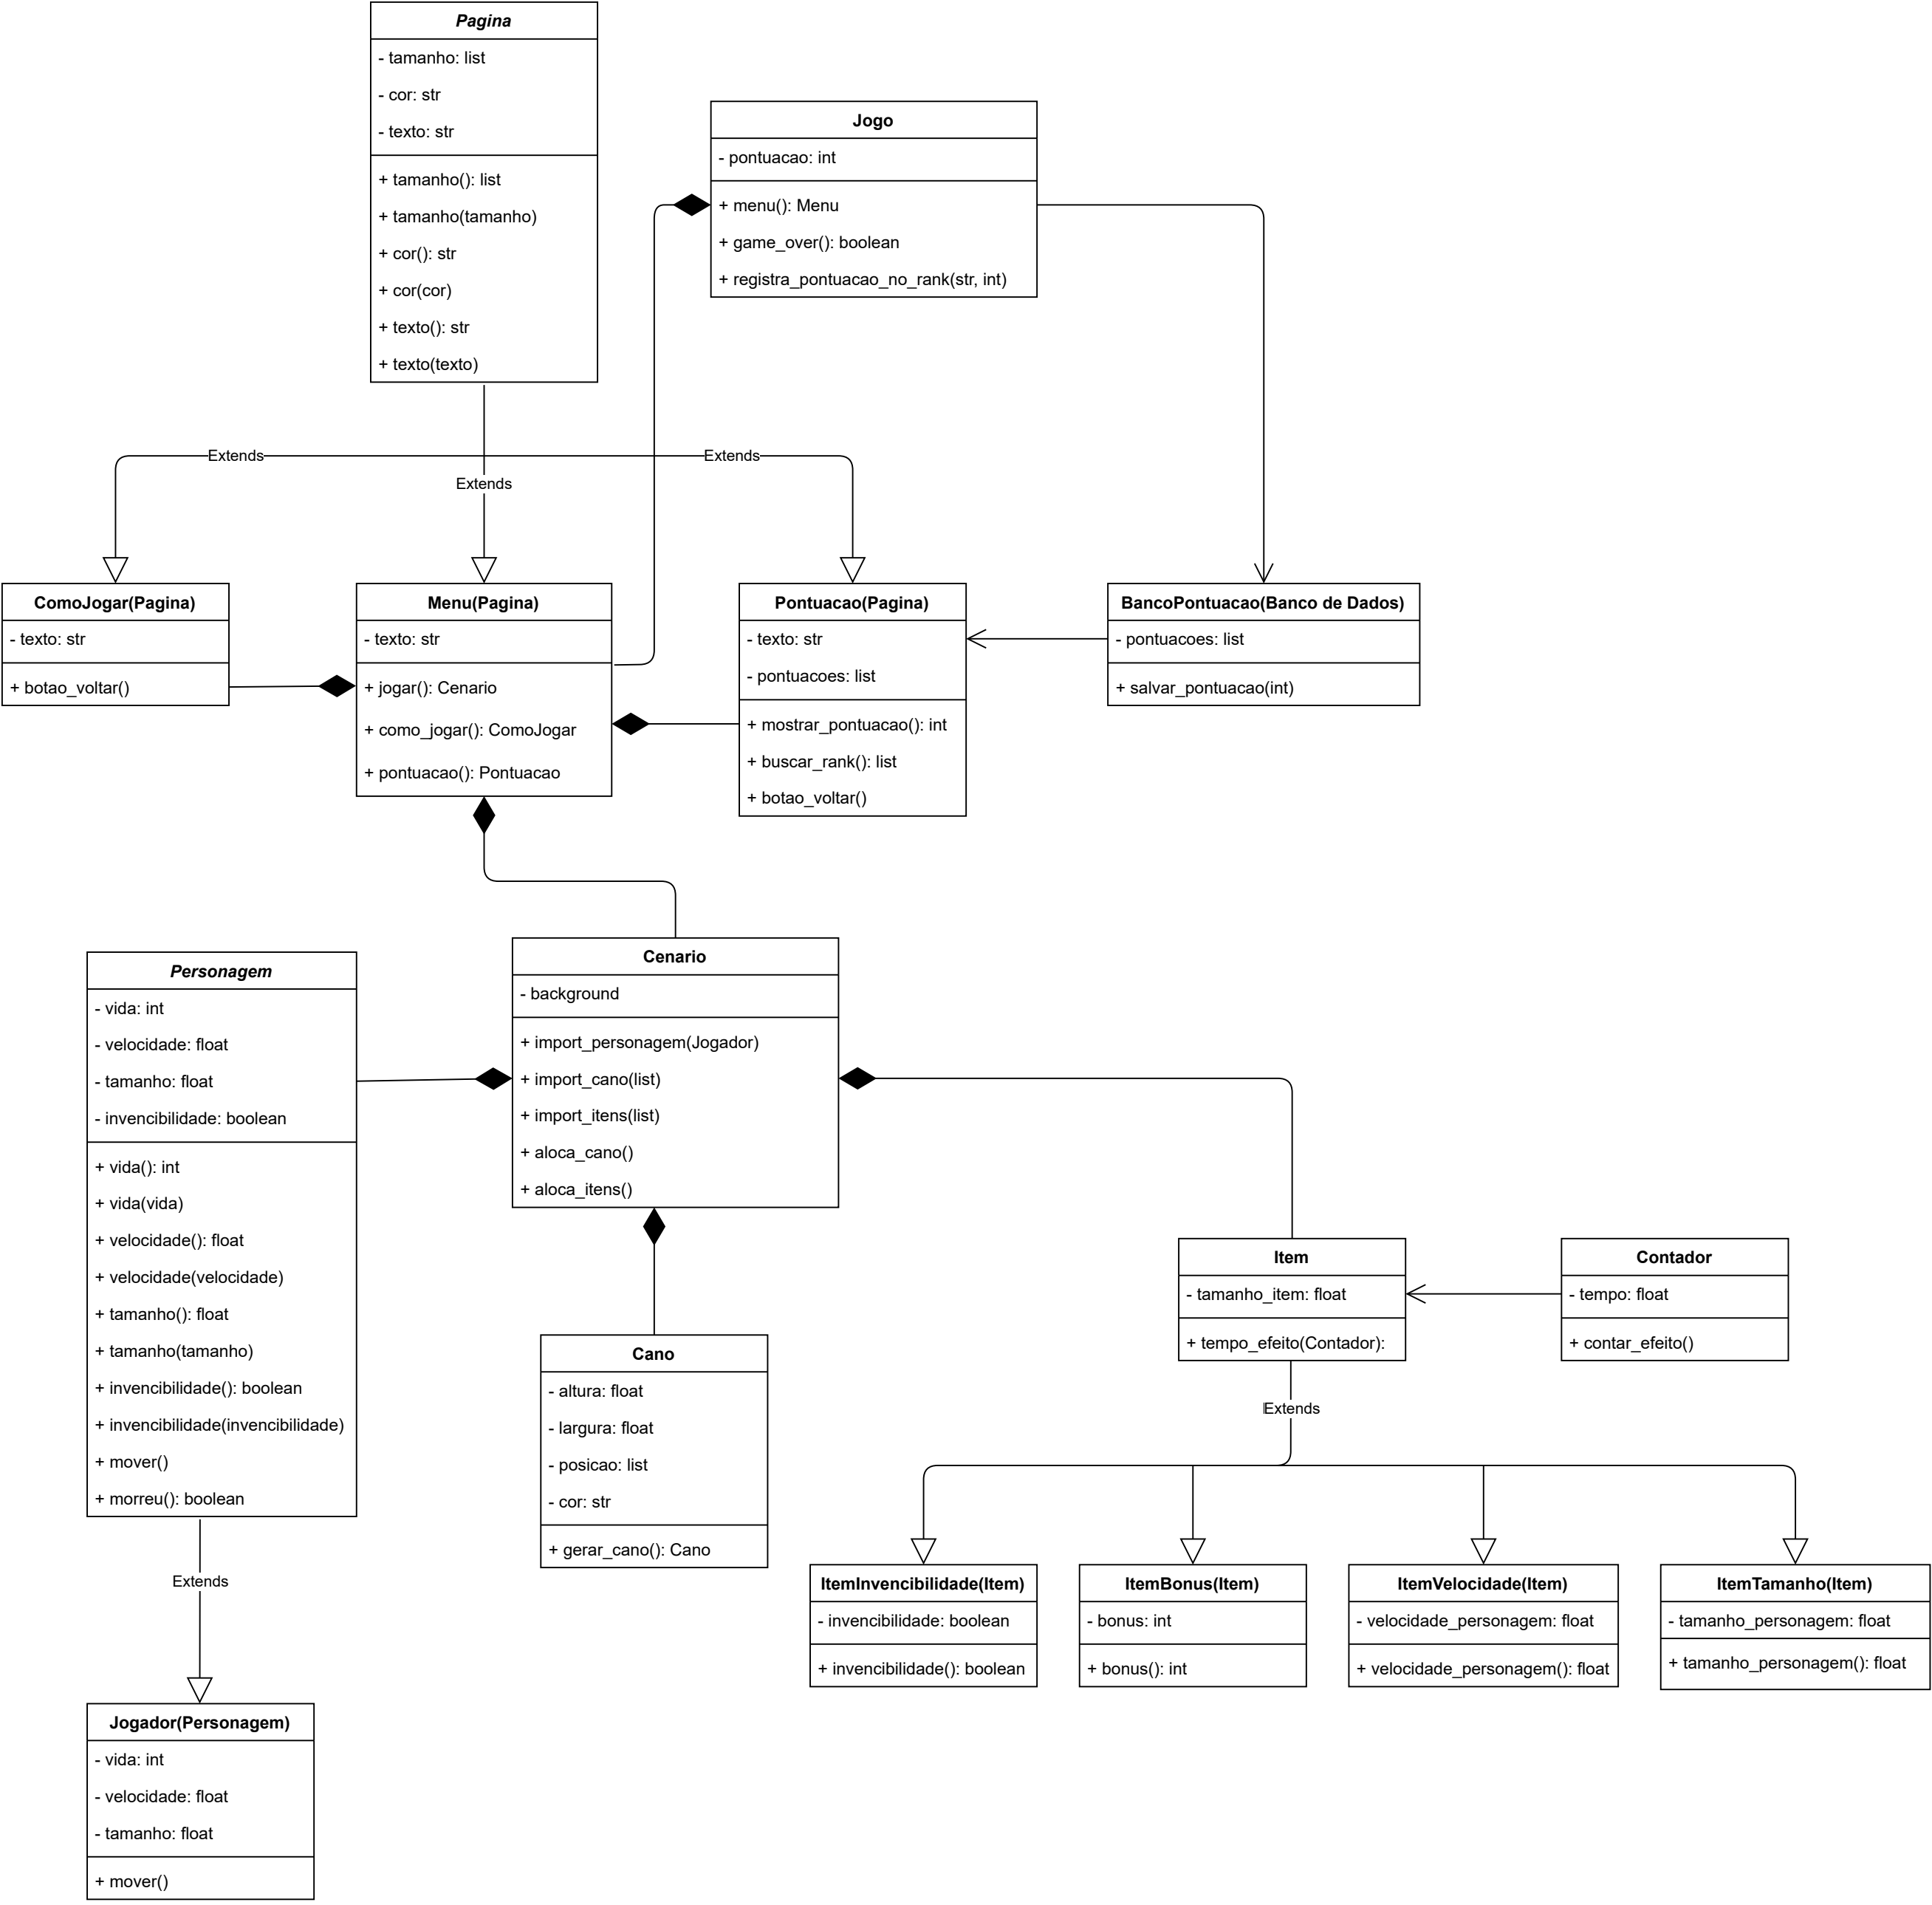 Pagina
- tamanho: list
- cor: str
- texto: str
+ tamanho(): list
+ tamanho(tamanho)
+ cor(): str
+ cor(cor)
+ texto(): str
+ texto(texto)
Jogo
- pontuacao: int
+ menu(): Menu
+ game_over(): boolean
+ registra_pontuacao_no_rank(str, int)
Extends
Extends
Extends
ComoJogar(Pagina)
- texto: str
+ botao_voltar()
Menu(Pagina)
- texto: str
+ jogar(): Cenario
+ como_jogar(): ComoJogar
+ pontuacao(): Pontuacao
Pontuacao(Pagina)
- texto: str
- pontuacoes: list
+ mostrar_pontuacao(): int
+ buscar_rank(): list
+ botao_voltar()
BancoPontuacao(Banco de Dados)
- pontuacoes: list
+ salvar_pontuacao(int)
Personagem
- vida: int
- velocidade: float
- tamanho: float
- invencibilidade: boolean
+ vida(): int
+ vida(vida)
+ velocidade(): float
+ velocidade(velocidade)
+ tamanho(): float
+ tamanho(tamanho)
+ invencibilidade(): boolean
+ invencibilidade(invencibilidade)
+ mover()
+ morreu(): boolean
Cenario
- background
+ import_personagem(Jogador)
+ import_cano(list)
+ import_itens(list)
+ aloca_cano()
+ aloca_itens()
Item
- tamanho_item: float
+ tempo_efeito(Contador):
Contador
- tempo: float
+ contar_efeito()
Cano
- altura: float
- largura: float
- posicao: list
- cor: str
+ gerar_cano(): Cano
Extends
Extends
ItemInvencibilidade(Item)
- invencibilidade: boolean
+ invencibilidade(): boolean
ItemBonus(Item)
- bonus: int
+ bonus(): int
ItemVelocidade(Item)
- velocidade_personagem: float
+ velocidade_personagem(): float
ItemTamanho(Item)
- tamanho_personagem: float
+ tamanho_personagem(): float
Jogador(Personagem)
- vida: int
- velocidade: float
- tamanho: float
+ mover()